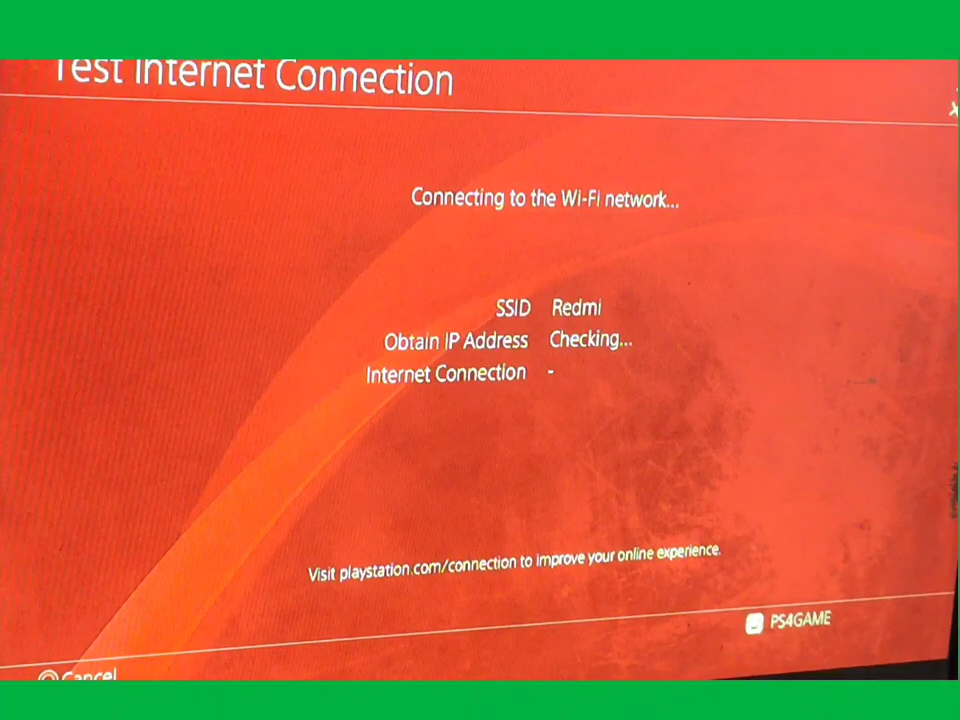 Test Internet Connection
Connecting to the Wi-Fi network...
SSID Redmi
Obtain IP Address Checking...
Internet Connection -
Visit playstation.com/connection to improve your online experience.
PS4GAME
Cancel